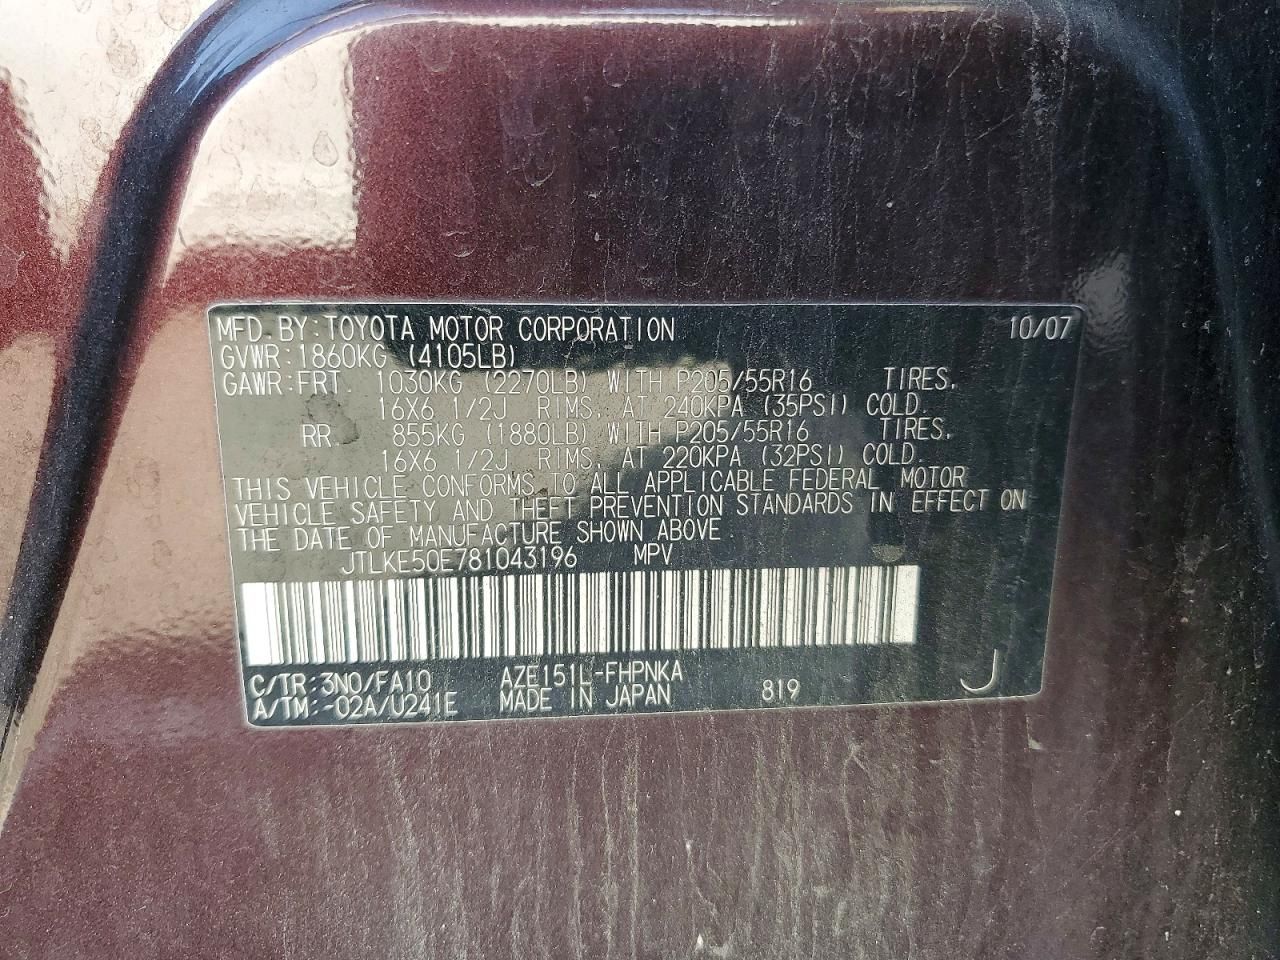 MFD. BY: TOYOTA MOTOR CORPORATION 10/07
GVWR: 1860KG (4105LB)
GAWR: FRT. 1030KG (2270LB) WITH P205/55R16 TIRES,
16X6 1/2J RIMS, AT 240KPA (35PSI) COLD.
RR. 855KG (1880LB) WITH P205/55R16 TIRES,
16X6 1/2J RIMS, AT 220KPA (32PSI) COLD.
THIS VEHICLE CONFORMS TO ALL APPLICABLE FEDERAL MOTOR
VEHICLE SAFETY AND THEFT PREVENTION STANDARDS IN EFFECT ON
THE DATE OF MANUFACTURE SHOWN ABOVE.
JTLKE50E781043196 MPV
C/TR: 3N0/FA10 AZE151L-FHPNKA
A/TM: -02A/U241E MADE IN JAPAN 819 J